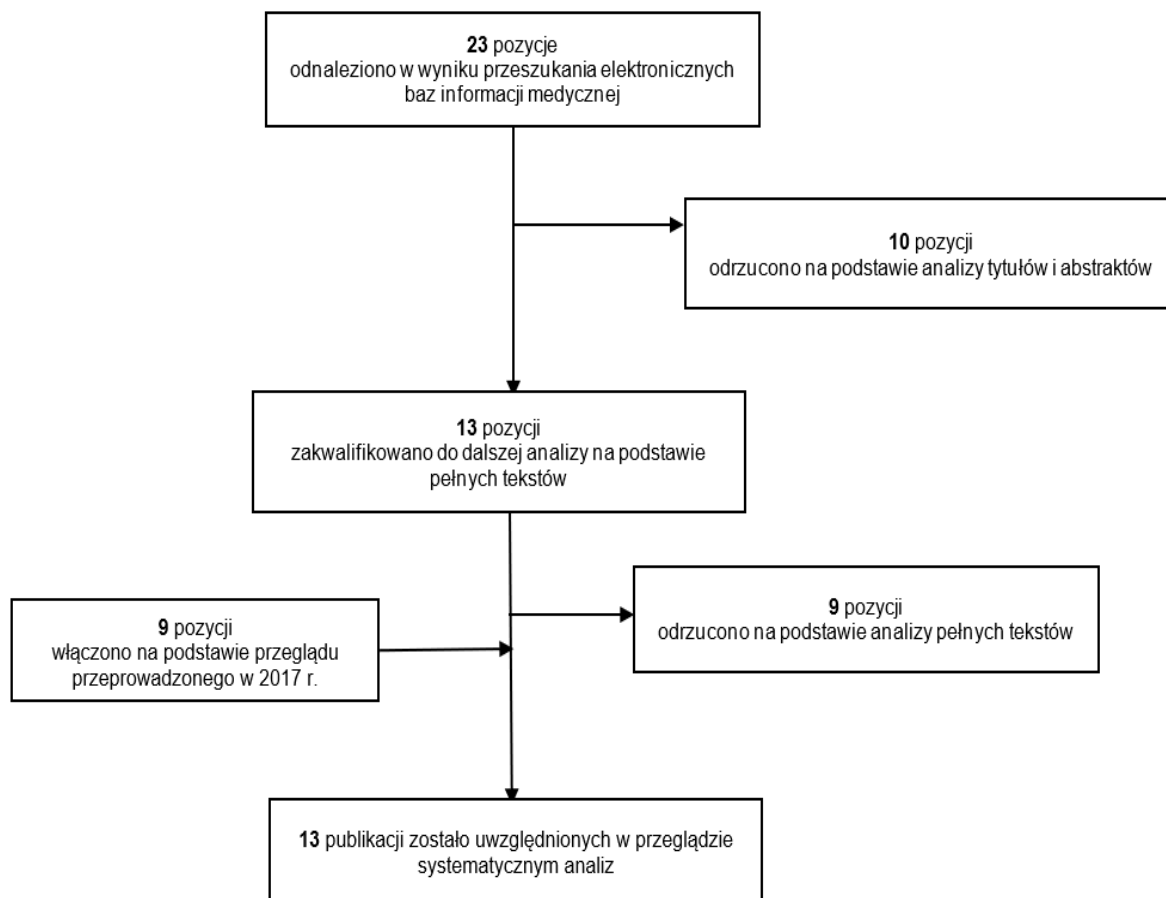 23 pozycje
odnaleziono w wyniku przeszukania elektronicznych
baz informacji medycznej
10 pozycji
odrzucono na podstawie analizy tytułów i abstraktów
13 pozycji
zakwalifikowano do dalszej analizy na podstawie
pełnych tekstów
9 pozycji
odrzucono na podstawie analizy pełnych tekstów
9 pozycji
włączono na podstawie przeglądu
przeprowadzonego w 2017 r.
13 publikacji zostało uwzględnionych w przeglądzie
systematycznym analiz